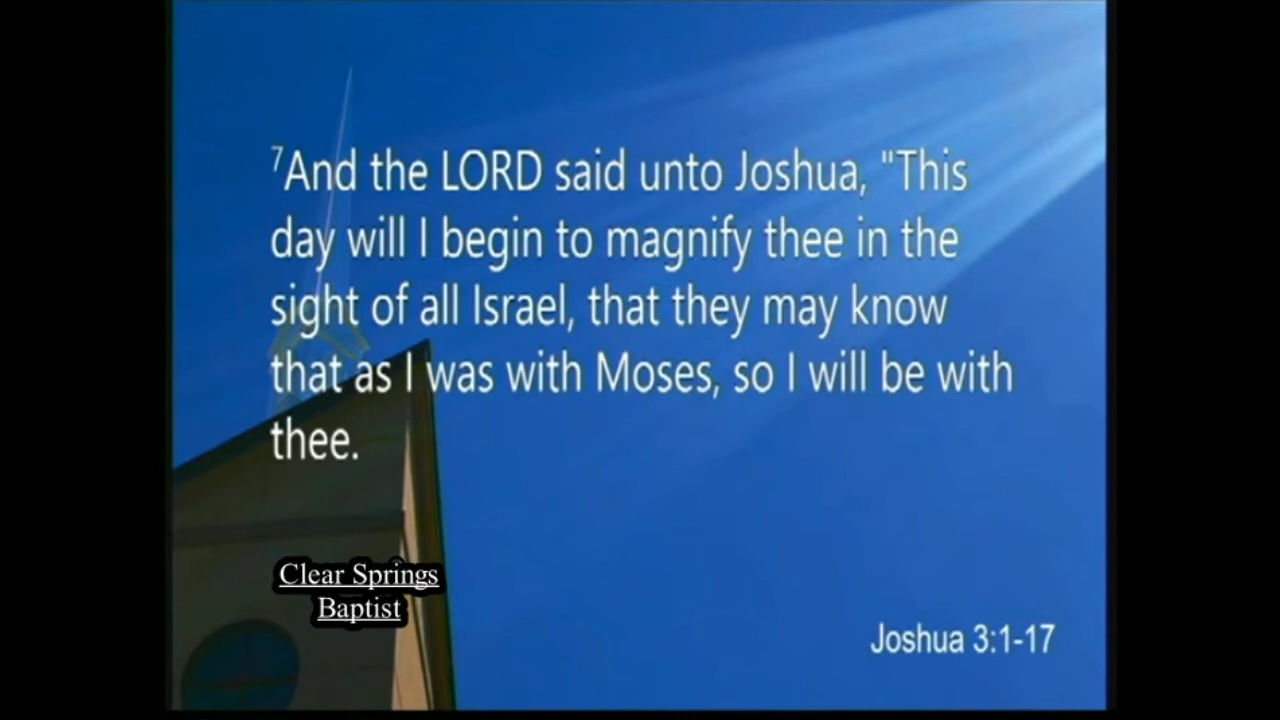 ⁷And the LORD said unto Joshua, "This
day will I begin to magnify thee in the
sight of all Israel, that they may know
that as I was with Moses, so I will be with
thee.
Clear Springs
Baptist
Joshua 3:1-17